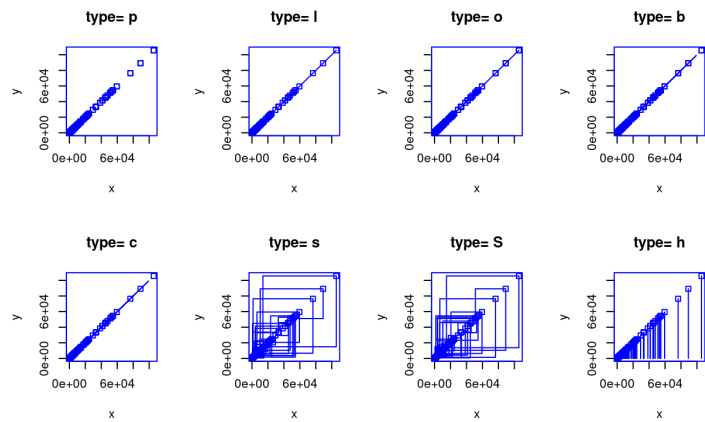 type= p
type= l
type= o
type= b
y
6e+04
0e+00
0e+00 6e+04
x
y
6e+04
0e+00
0e+00 6e+04
x
y
6e+04
0e+00
0e+00 6e+04
x
y
6e+04
0e+00
0e+00 6e+04
x
type= c
type= s
type= S
type= h
y
6e+04
0e+00
0e+00 6e+04
x
y
6e+04
0e+00
0e+00 6e+04
x
y
6e+04
0e+00
0e+00 6e+04
x
y
6e+04
0e+00
0e+00 6e+04
x